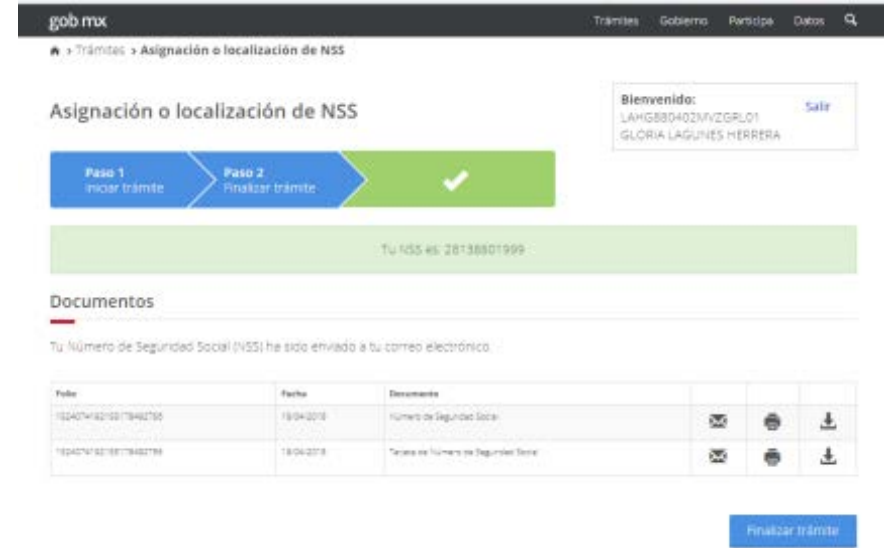 gob mx
Trámites Gobierno Participa Datos
> Trámites > Asignación o localización de NSS
Asignación o localización de NSS
Bienvenido:
Salir
LAHG880402MVZGRL01
GLORIA LAGUNES HERRERA
Paso 1
Iniciar trámite
Paso 2
Finalizar trámite
Tu NSS es: 28138801999
Documentos
Tu Número de Seguridad Social (NSS) ha sido enviado a tu correo electrónico.
Folio Fecha Documento
Número de Seguridad Social
Tarjeta de Número de Seguridad Social
Finalizar trámite